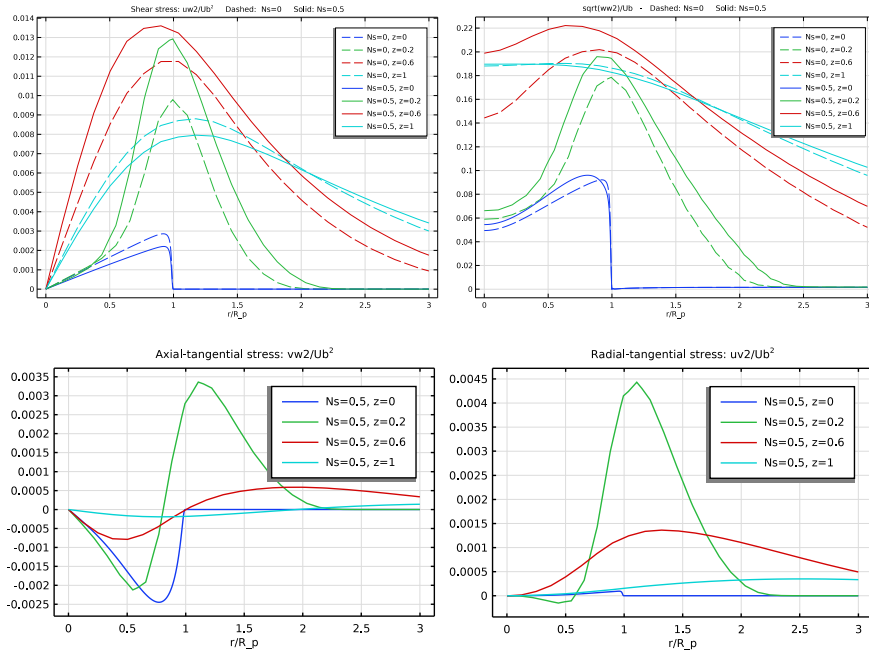 Shear stress: uw2/Ub² Dashed: Ns=0 Solid: Ns=0.5
0.014
0.013
0.012
0.011
0.01
0.009
0.008
0.007
0.006
0.005
0.004
0.003
0.002
0.001
0
0 0.5 1 1.5 2 2.5 3
r/R_p
Ns=0, z=0
Ns=0, z=0.2
Ns=0, z=0.6
Ns=0, z=1
Ns=0.5, z=0
Ns=0.5, z=0.2
Ns=0.5, z=0.6
Ns=0.5, z=1
sqrt(ww2)/Ub - Dashed: Ns=0 Solid: Ns=0.5
0.22
0.2
0.18
0.16
0.14
0.12
0.1
0.08
0.06
0.04
0.02
0
0 0.5 1 1.5 2 2.5 3
r/R_p
Ns=0, z=0
Ns=0, z=0.2
Ns=0, z=0.6
Ns=0, z=1
Ns=0.5, z=0
Ns=0.5, z=0.2
Ns=0.5, z=0.6
Ns=0.5, z=1
Axial-tangential stress: vw2/Ub²
0.0035
0.003
0.0025
0.002
0.0015
0.001
0.0005
0
-0.0005
-0.001
-0.0015
-0.002
-0.0025
0 0.5 1 1.5 2 2.5 3
r/R_p
Ns=0.5, z=0
Ns=0.5, z=0.2
Ns=0.5, z=0.6
Ns=0.5, z=1
Radial-tangential stress: uv2/Ub²
0.0045
0.004
0.0035
0.003
0.0025
0.002
0.0015
0.001
0.0005
0
0 0.5 1 1.5 2 2.5 3
r/R_p
Ns=0.5, z=0
Ns=0.5, z=0.2
Ns=0.5, z=0.6
Ns=0.5, z=1